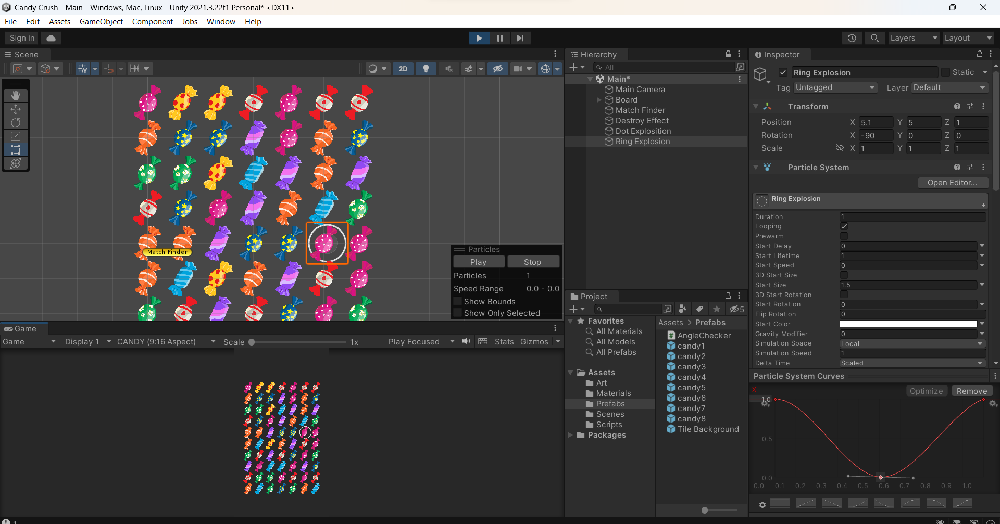 Candy Crush - Main - Windows, Mac, Linux - Unity 2021.3.22f1 Personal* <DX11>
File Edit Assets GameObject Component Jobs Window Help
Sign in
Layers Layout
Scene
2D
Match Finder
Particles
Play Stop
Particles 1
Speed Range 0.0 - 0.0
Show Bounds
Show Only Selected
Game
Game Display 1 CANDY (9:16 Aspect) Scale 1x Play Focused Stats Gizmos
Hierarchy
All
Main*
Main Camera
Board
Match Finder
Destroy Effect
Dot Explosition
Ring Explosion
Project
5
Favorites
All Materials
All Models
All Prefabs
Assets
Art
Materials
Prefabs
Scenes
Scripts
Packages
Assets > Prefabs
AngleChecker
candy1
candy2
candy3
candy4
candy5
candy6
candy7
candy8
Tile Background
Inspector
Ring Explosion Static
Tag Untagged Layer Default
Transform
Position X 5.1 Y 5 Z 1
Rotation X -90 Y 0 Z 0
Scale X 1 Y 1 Z 1
Particle System
Open Editor...
Ring Explosion
Duration 1
Looping
Prewarm
Start Delay 0
Start Lifetime 1
Start Speed 0
3D Start Size
Start Size 1.5
3D Start Rotation
Start Rotation 0
Flip Rotation 0
Start Color
Gravity Modifier 0
Simulation Space Local
Simulation Speed 1
Delta Time Scaled
Particle System Curves
X
Optimize Remove
1.0
0.5
0.0
0.0 0.1 0.2 0.3 0.4 0.5 0.6 0.7 0.8 0.9 1.0
1